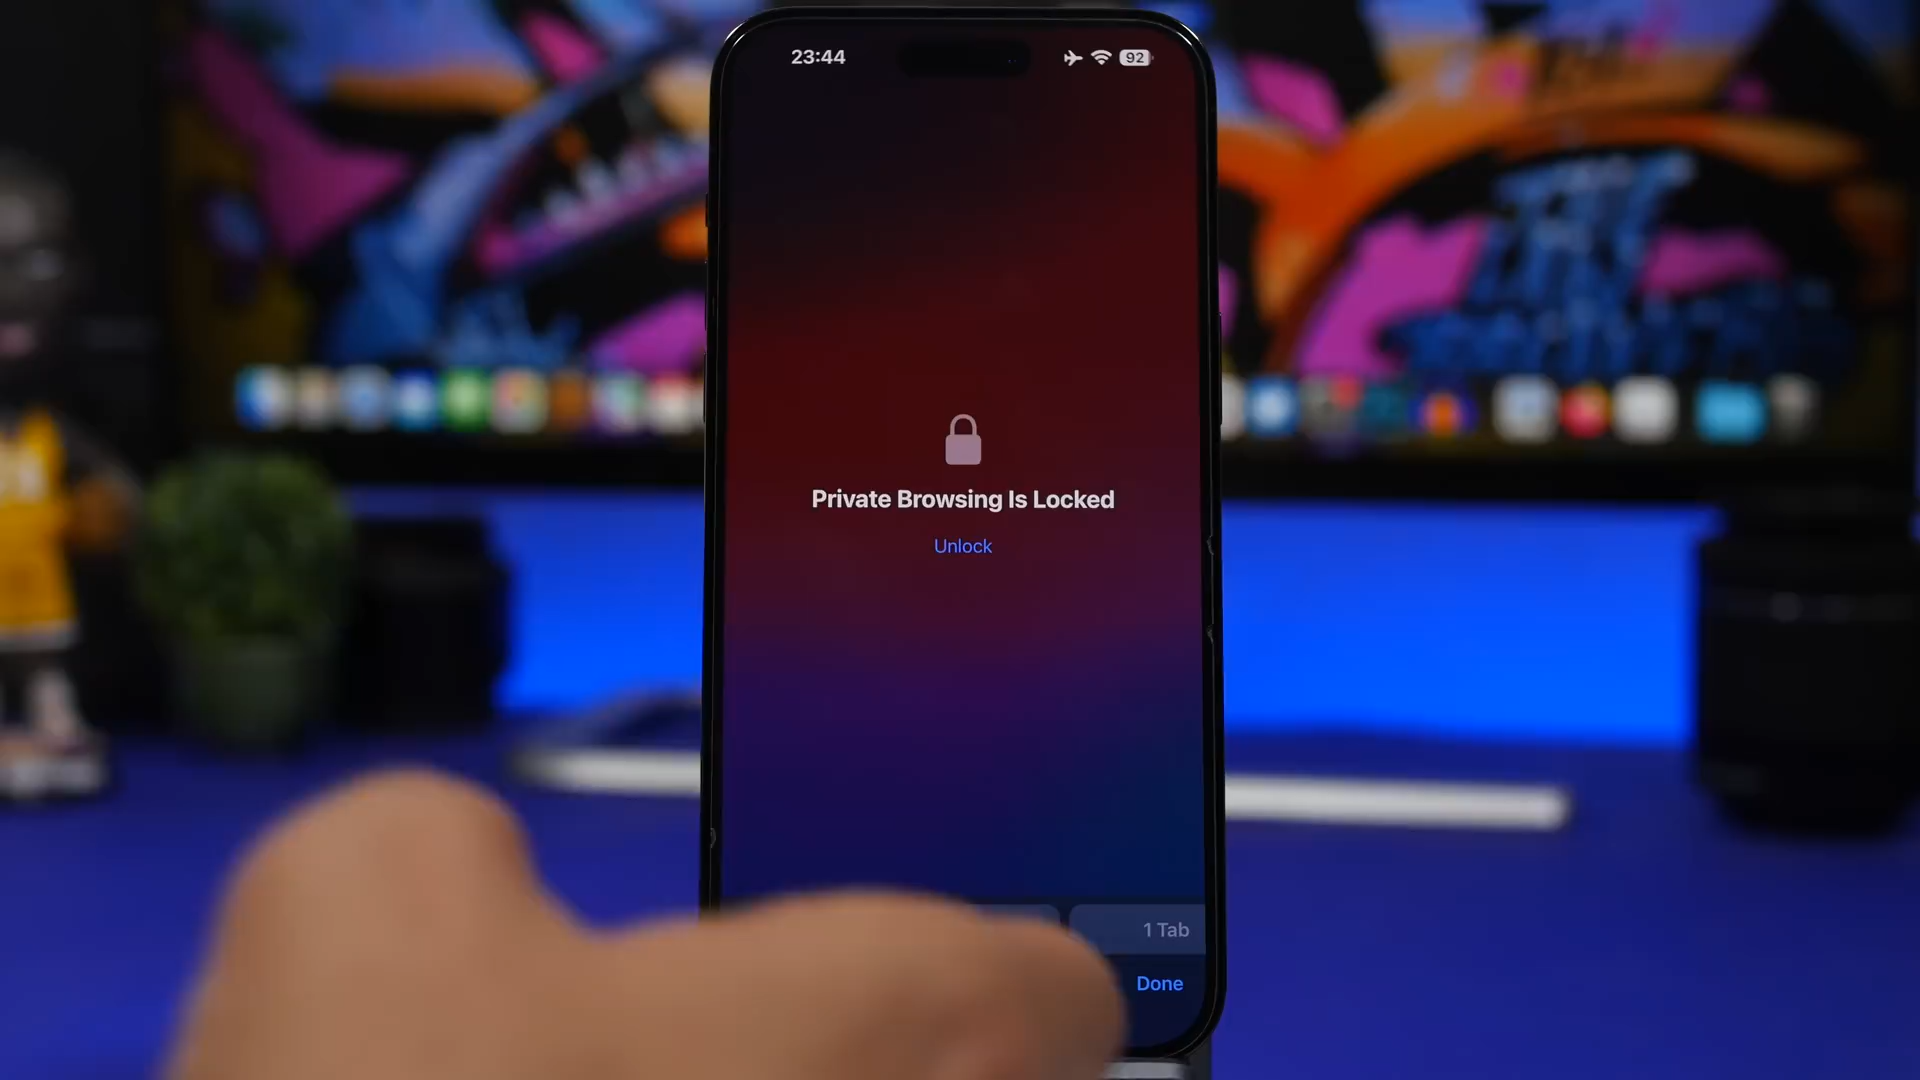 23:44
92
Private Browsing Is Locked
Unlock
1 Tab
Done